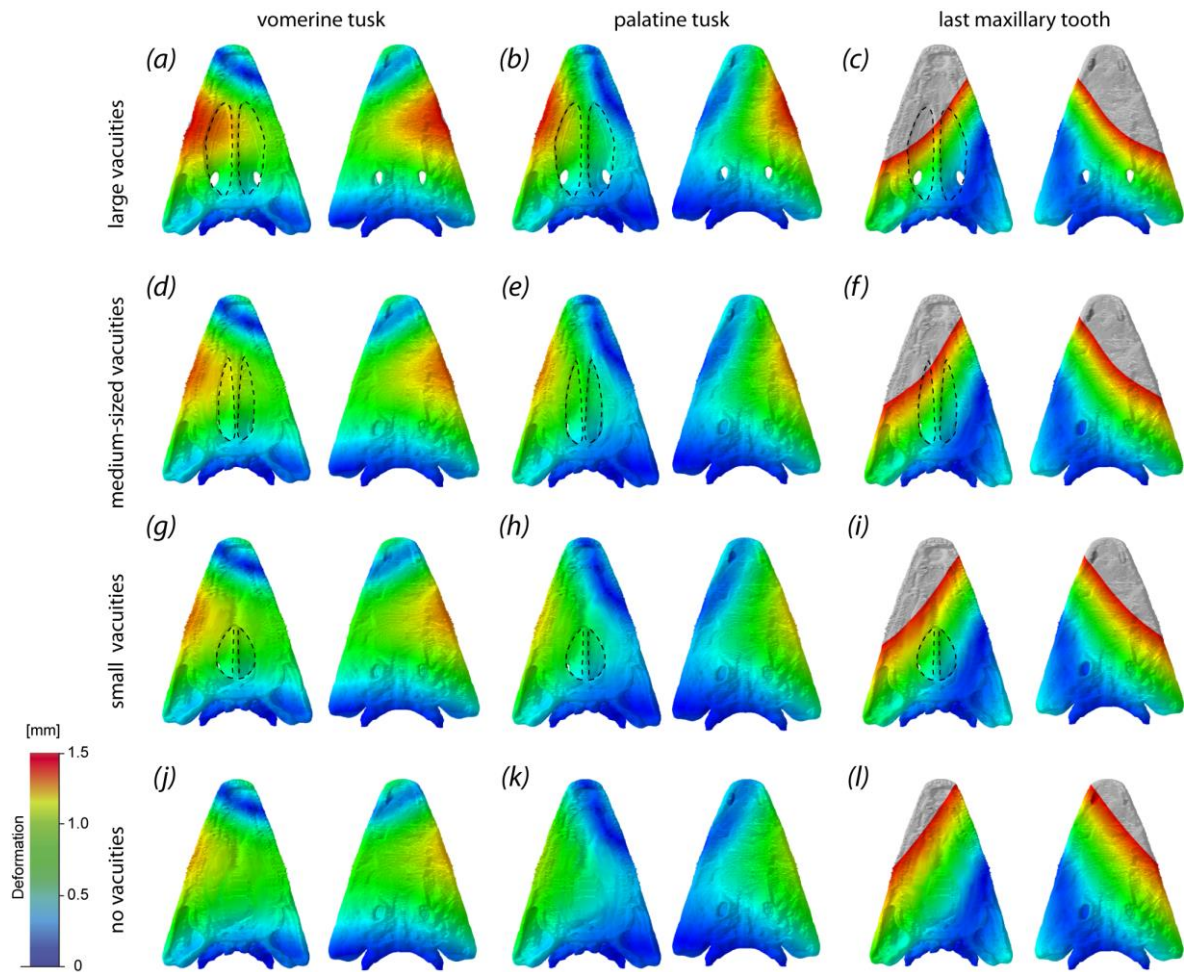 vomerine tusk
palatine tusk
last maxillary tooth
large vacuities
(a)
(b)
(c)
medium-sized vacuities
(d)
(e)
(f)
small vacuities
(g)
(h)
(i)
no vacuities
(j)
(k)
(l)
[mm]
1.5
1.0
0.5
0
Deformation